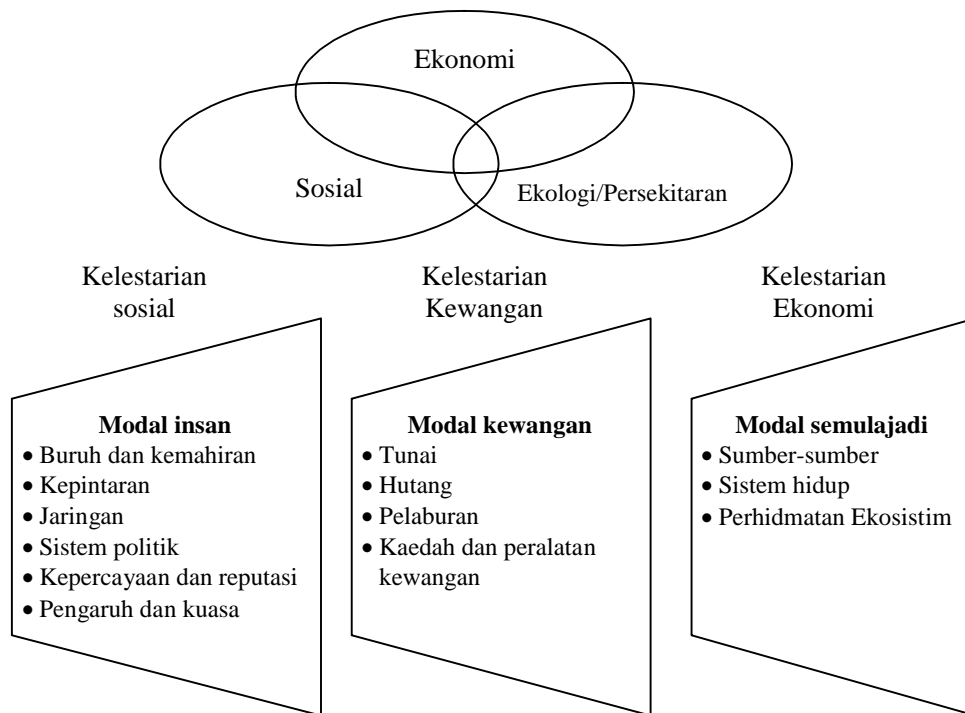 Ekonomi
Sosial
Ekologi/Persekitaran
Kelestarian
sosial
Kelestarian
Kewangan
Kelestarian
Ekonomi
Modal insan
• Buruh dan kemahiran
• Kepintaran
• Jaringan
• Sistem politik
• Kepercayaan dan reputasi
• Pengaruh dan kuasa
Modal kewangan
• Tunai
• Hutang
• Pelaburan
• Kaedah dan peralatan
kewangan
Modal semulajadi
• Sumber-sumber
• Sistem hidup
• Perhidmatan Ekosistim